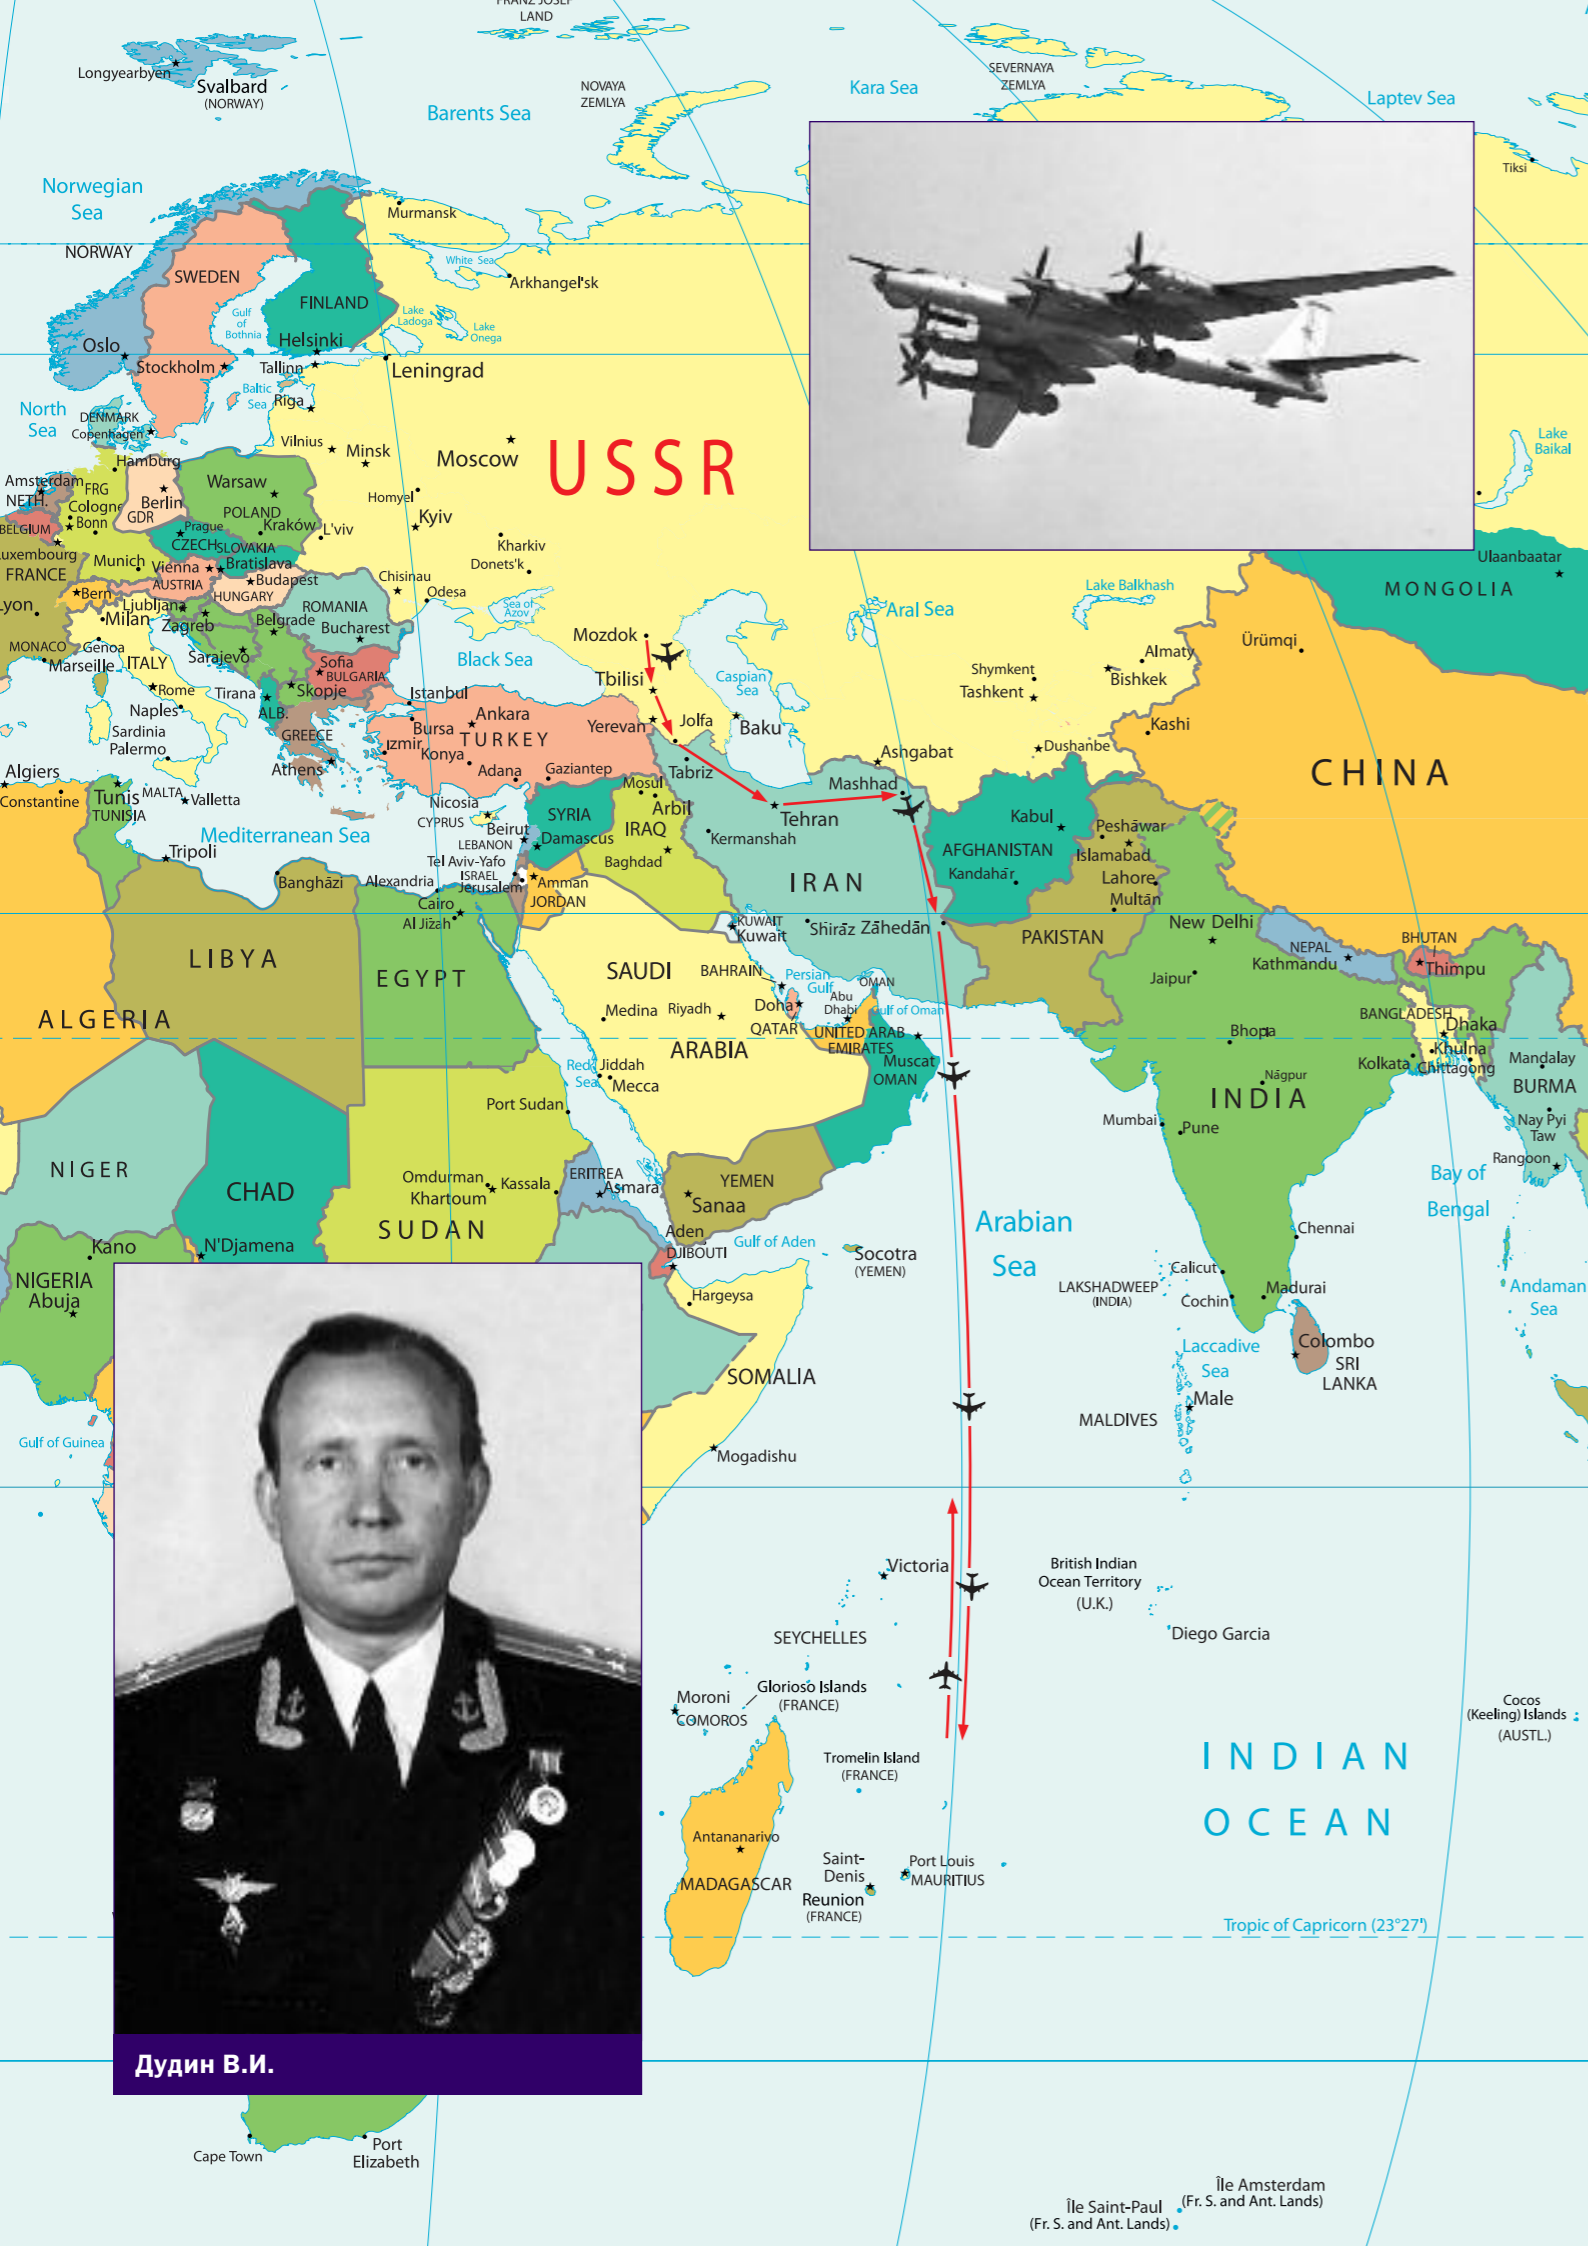 FRANZ JOSEF
LAND
Longyearbyen
Svalbard
(NORWAY)
Barents Sea
NOVAYA
ZEMLYA
Kara Sea
SEVERNAYA
ZEMLYA
Laptev Sea
Tiksi
Norwegian
Sea
Murmansk
NORWAY
White Sea
SWEDEN
Arkhangel'sk
FINLAND
Gulf
of
Bothnia
Lake
Ladoga
Lake
Onega
Oslo
Helsinki
Stockholm
Tallinn
Leningrad
Baltic
Sea
Riga
North
Sea
DENMARK
Copenhagen
Vilnius
Minsk
Moscow
USSR
Lake
Baikal
Hamburg
Amsterdam
NETH.
FRG
Cologne
Bonn
Berlin
GDR
Warsaw
POLAND
Homyel
Kyiv
BELGIUM
Prague
Kraków
L'viv
CZECH
SLOVAKIA
Kharkiv
Donets'k
Luxembourg
FRANCE
Munich
Vienna
Bratislava
AUSTRIA
Budapest
HUNGARY
Chisinau
Odesa
Ulaanbaatar
MONGOLIA
Lyon
Bern
Ljubljana
Milan
Zagreb
Belgrade
ROMANIA
Bucharest
Sea of
Azov
Aral Sea
Lake Balkhash
Mozdok
Ürümqi
MONACO
Genoa
Marseille
ITALY
Sarajevo
Sofia
BULGARIA
Black Sea
Tbilisi
Caspian
Sea
Almaty
Shymkent
Bishkek
Tashkent
Rome
Tirana
Skopje
Istanbul
Naples
ALB.
Ankara
Yerevan
Jolfa
Baku
Kashi
Sardinia
Palermo
GREECE
Bursa
TURKEY
Izmir
Konya
Ashgabat
Dushanbe
Algiers
Athens
Adana
Gaziantep
Tabriz
Mashhad
CHINA
Constantine
Tunis
TUNISIA
MALTA
Valletta
Nicosia
CYPRUS
Mosul
Arbil
Tehran
Mediterranean Sea
SYRIA
Beirut
LEBANON
Damascus
IRAQ
Baghdad
Kermanshah
Kabul
Peshāwar
Islamabad
AFGHANISTAN
Kandahār
Lahore
Multān
Tripoli
Banghāzi
Alexandria
Tel Aviv-Yafo
ISRAEL
Jerusalem
Amman
JORDAN
IRAN
Cairo
Al Jīzah
KUWAIT
Kuwait
Shirāz
Zāhedān
PAKISTAN
New Delhi
NEPAL
Kathmandu
BHUTAN
Thimpu
LIBYA
EGYPT
SAUDI
BAHRAIN
Persian
Gulf
OMAN
Jaipur
Medina
Riyadh
Doha
Abu
Dhabi
Gulf of Oman
QATAR
UNITED ARAB
EMIRATES
Muscat
OMAN
BANGLADESH
Dhaka
Khulna
Chittagong
ALGERIA
ARABIA
Bhopa
Kolkata
Mandalay
BURMA
Red
Sea
Jiddah
Mecca
Nāgpur
INDIA
Port Sudan
Mumbai
Pune
Nay Pyi
Taw
Rangoon
NIGER
CHAD
Omdurman
Khartoum
Kassala
ERITREA
Asmara
YEMEN
Sanaa
Arabian
Sea
Bay of
Bengal
SUDAN
Aden
DJIBOUTI
Gulf of Aden
Socotra
(YEMEN)
Chennai
Kano
N'Djamena
NIGERIA
Abuja
Hargeysa
LAKSHADWEEP
(INDIA)
Calicut
Cochin
Madurai
Andaman
Sea
SOMALIA
Laccadive
Sea
Colombo
SRI
LANKA
Male
MALDIVES
Gulf of Guinea
Mogadishu
Victoria
British Indian
Ocean Territory
(U.K.)
Diego Garcia
SEYCHELLES
Glorioso Islands
(FRANCE)
Moroni
COMOROS
Cocos
(Keeling) Islands
(AUSTL.)
INDIAN
OCEAN
Tromelin Island
(FRANCE)
Antananarivo
MADAGASCAR
Saint-
Denis
Reunion
(FRANCE)
Port Louis
MAURITIUS
Tropic of Capricorn (23°27')
Дудин В.И.
Cape Town
Port
Elizabeth
Île Amsterdam
(Fr. S. and Ant. Lands)
Île Saint-Paul
(Fr. S. and Ant. Lands)